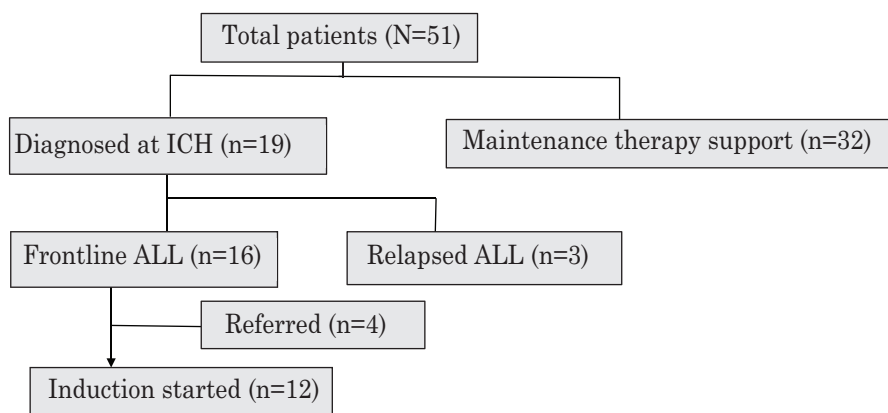 Total patients (N=51)
Diagnosed at ICH (n=19)
Maintenance therapy support (n=32)
Frontline ALL (n=16)
Relapsed ALL (n=3)
Referred (n=4)
Induction started (n=12)